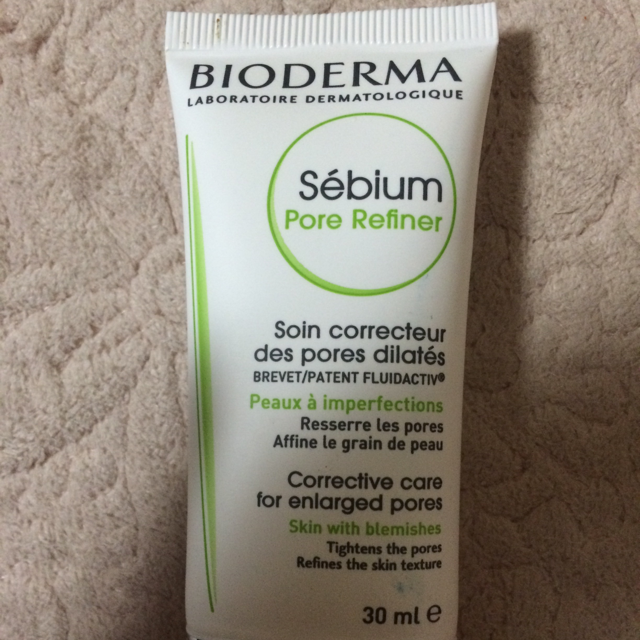 BIODERMA
LABORATOIRE DERMATOLOGIQUE
Sébium
Pore Refiner
Soin correcteur
des pores dilatés
BREVET/PATENT FLUIDACTIV®
Peaux à imperfections
Resserre les pores
Affine le grain de peau
Corrective care
for enlarged pores
Skin with blemishes
Tightens the pores
Refines the skin texture
30 ml ℮